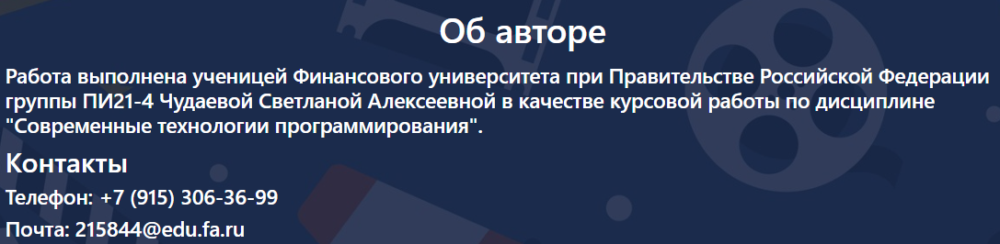 Об авторе
Работа выполнена ученицей Финансового университета при Правительстве Российской Федерации
группы ПИ21-4 Чудаевой Светланой Алексеевной в качестве курсовой работы по дисциплине
"Современные технологии программирования".
Контакты
Телефон: +7 (915) 306-36-99
Почта: 215844@edu.fa.ru